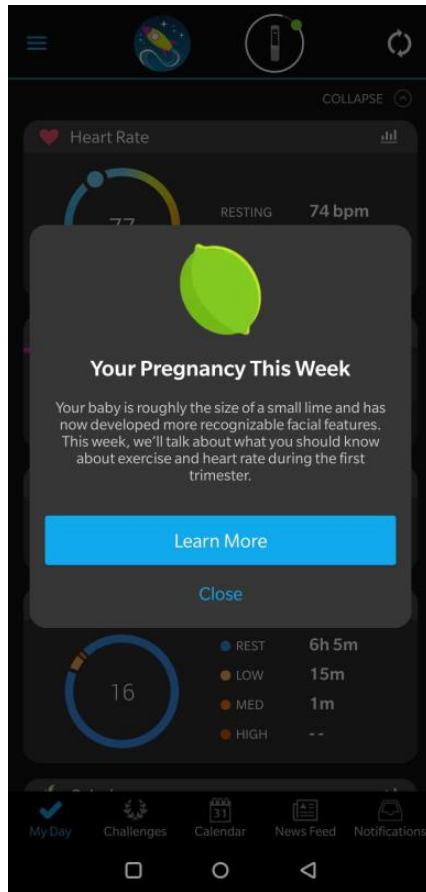 COLLAPSE
Heart Rate
77
RESTING 74 bpm
Your Pregnancy This Week
Your baby is roughly the size of a small lime and has
now developed more recognizable facial features.
This week, we'll talk about what you should know
about exercise and heart rate during the first
trimester.
Learn More
Close
REST 6h 5m
16
LOW 15m
MED 1m
HIGH --
31
My Day
Challenges
Calendar
News Feed
Notifications